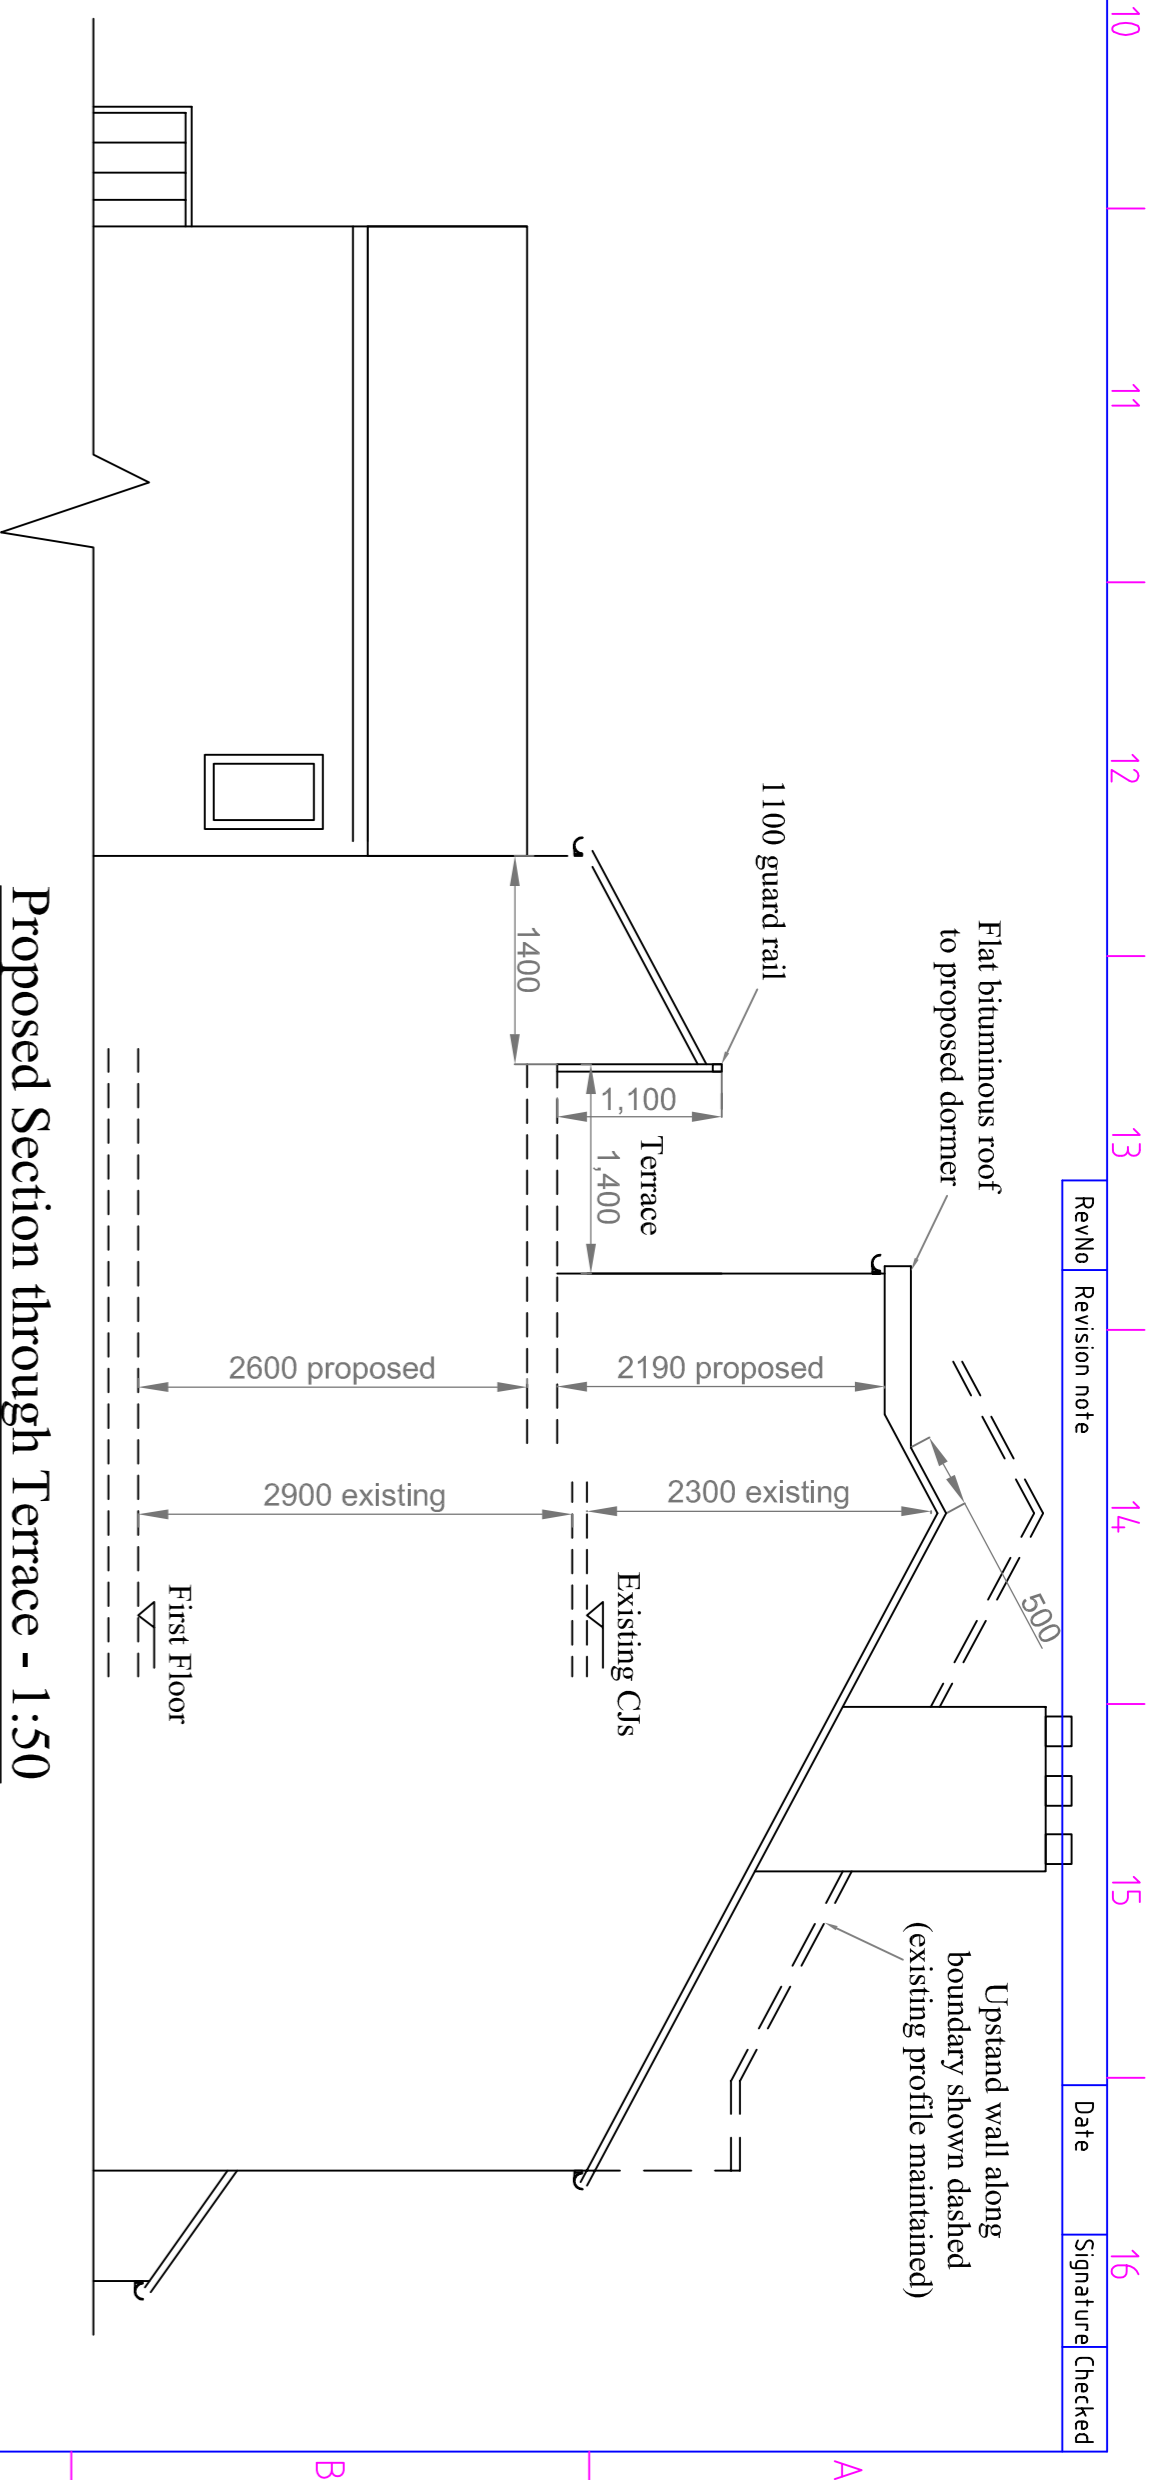 10
11
12
13
14
15
16
RevNo
Revision note
Date
Signature
Checked
A
B
Flat bituminous roof
to proposed dormer
1100 guard rail
500
Upstand wall along
boundary shown dashed
(existing profile maintained)
1,100
Terrace
1,400
1400
2190 proposed
2300 existing
Existing CJs
2600 proposed
2900 existing
First Floor
Proposed Section through Terrace - 1:50